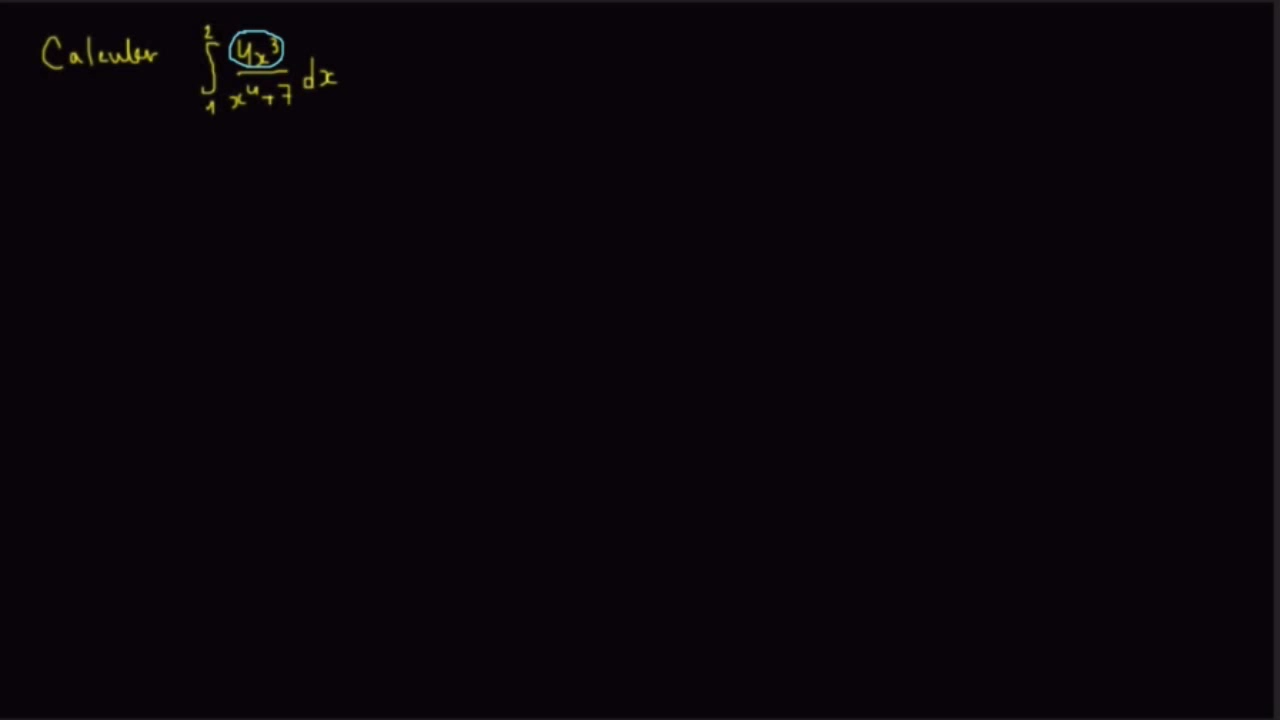 Calculer ∫₁² 4x³/(x⁴+7) dx